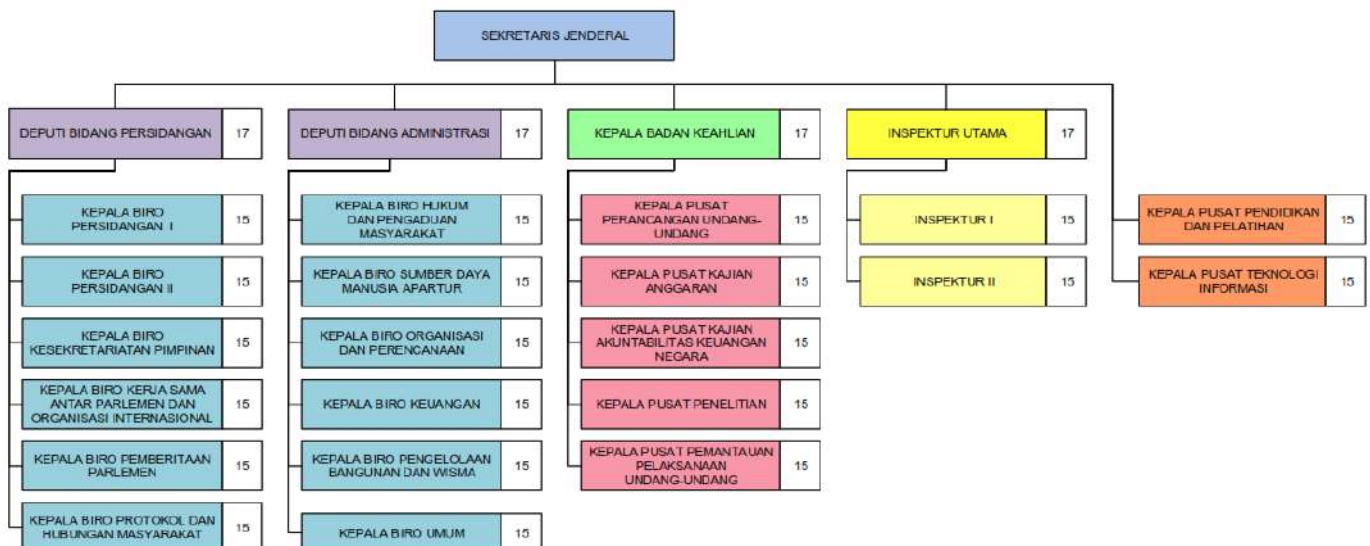 SEKRETARIS JENDERAL
DEPUTI BIDANG PERSIDANGAN 17
DEPUTI BIDANG ADMINISTRASI 17
KEPALA BADAN KEAHLIAN 17
INSPEKTUR UTAMA 17
KEPALA BIRO
PERSIDANGAN I 15
KEPALA BIRO
PERSIDANGAN II 15
KEPALA BIRO
KESEKRETARIATAN PIMPINAN 15
KEPALA BIRO KERJA SAMA
ANTAR PARLEMEN DAN
ORGANISASI INTERNASIONAL 15
KEPALA BIRO PEMBERITAAN
PARLEMEN 15
KEPALA BIRO PROTOKOL DAN
HUBUNGAN MASYARAKAT 15
KEPALA BIRO HUKUM
DAN PENGADUAN
MASYARAKAT 15
KEPALA BIRO SUMBER DAYA
MANUSIA APARTUR 15
KEPALA BIRO ORGANISASI
DAN PERENCANAAN 15
KEPALA BIRO KEUANGAN 15
KEPALA BIRO PENGELOLAAN
BANGUNAN DAN WISMA 15
KEPALA BIRO UMUM 15
KEPALA PUSAT
PERANCANGAN UNDANG-
UNDANG 15
KEPALA PUSAT KAJIAN
ANGGARAN 15
KEPALA PUSAT KAJIAN
AKUNTABILITAS KEUANGAN
NEGARA 15
KEPALA PUSAT PENELITIAN 15
KEPALA PUSAT PEMANTAUAN
PELAKSANAAN
UNDANG-UNDANG 15
INSPEKTUR I 15
INSPEKTUR II 15
KEPALA PUSAT PENDIDIKAN
DAN PELATIHAN 15
KEPALA PUSAT TEKNOLOGI
INFORMASI 15